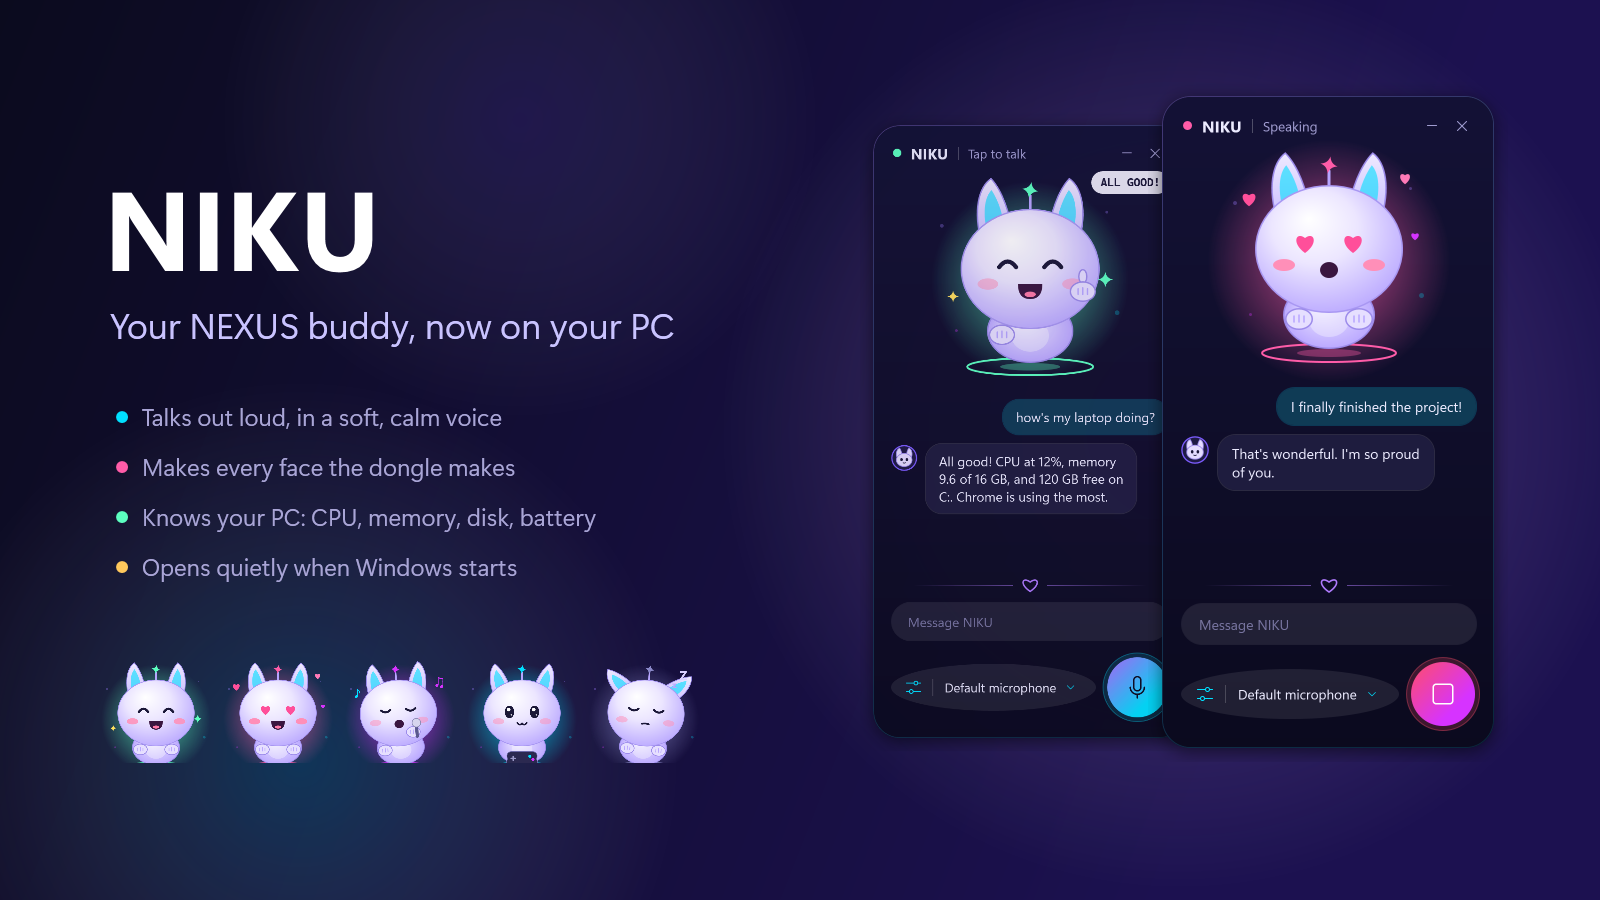 NIKU
Your NEXUS buddy, now on your PC
Talks out loud, in a soft, calm voice
Makes every face the dongle makes
Knows your PC: CPU, memory, disk, battery
Opens quietly when Windows starts
z
NIKU
Tap to talk
ALL GOOD!
how's my laptop doing?
All good! CPU at 12%, memory
9.6 of 16 GB, and 120 GB free on
C:. Chrome is using the most.
Message NIKU
Default microphone
NIKU
Speaking
I finally finished the project!
That's wonderful. I'm so proud
of you.
Message NIKU
Default microphone